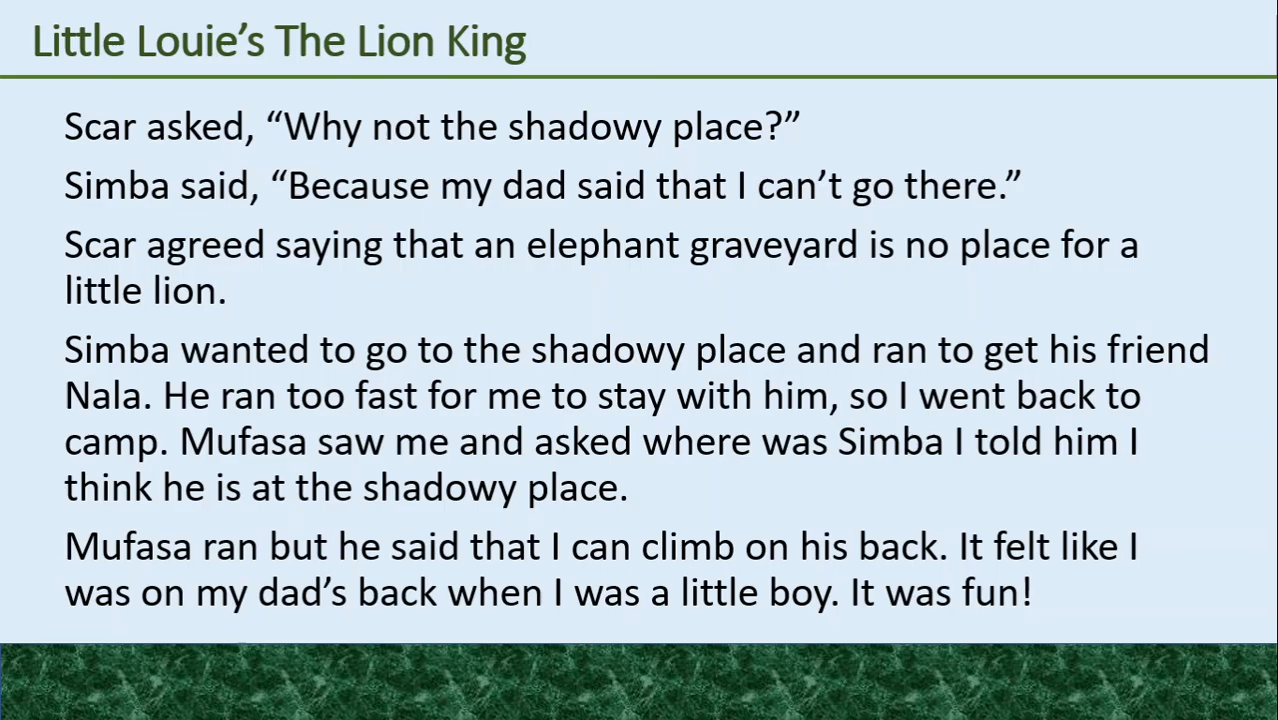 Little Louie’s The Lion King
Scar asked, “Why not the shadowy place?”
Simba said, “Because my dad said that I can’t go there.”
Scar agreed saying that an elephant graveyard is no place for a
little lion.
Simba wanted to go to the shadowy place and ran to get his friend
Nala. He ran too fast for me to stay with him, so I went back to
camp. Mufasa saw me and asked where was Simba I told him I
think he is at the shadowy place.
Mufasa ran but he said that I can climb on his back. It felt like I
was on my dad’s back when I was a little boy. It was fun!